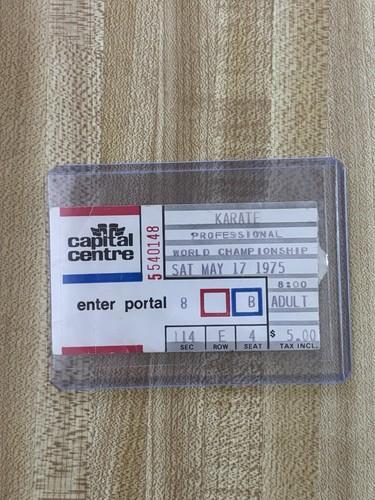 capital
centre
5540148
KARATE
PROFESSIONAL
WORLD CHAMPIONSHIP
SAT MAY 17 1975
8:00
enter portal 8 B ADULT
114 E 4 $ 5.00
SEC ROW SEAT TAX INCL.